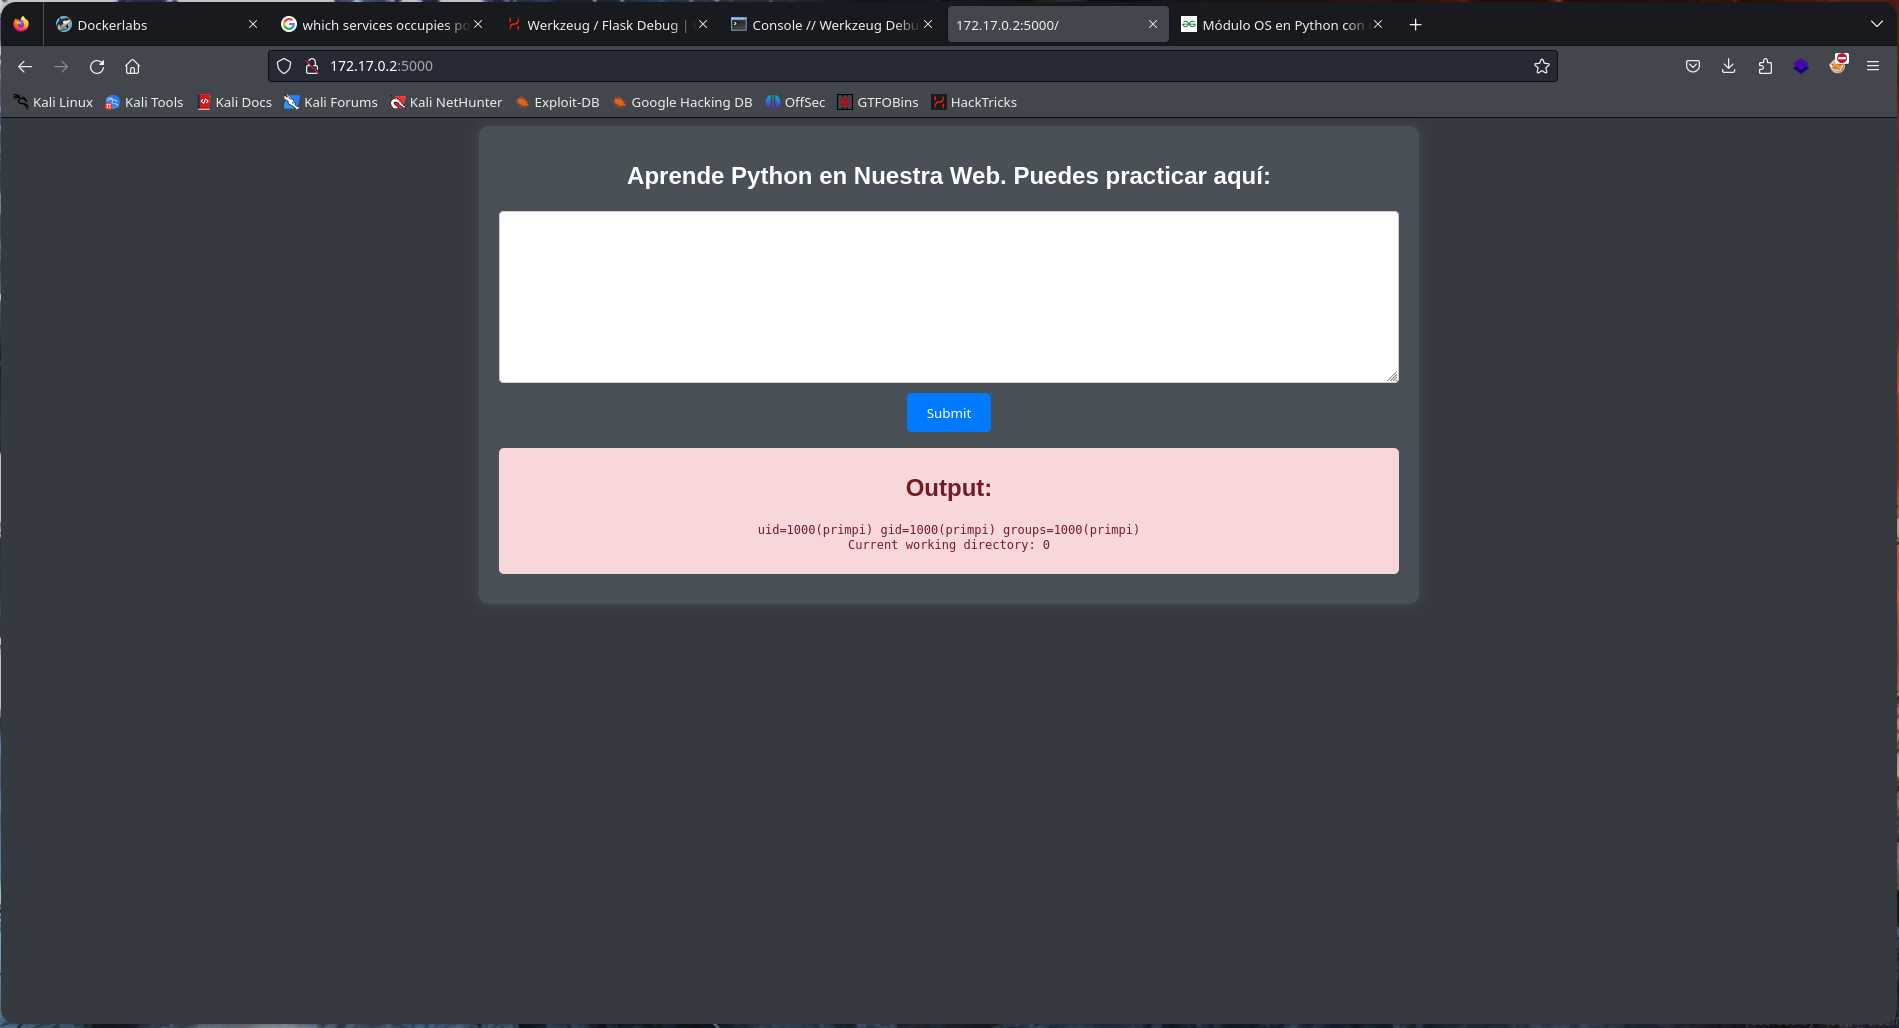 Dockerlabs
which services occupies po
Werkzeug / Flask Debug |
Console // Werkzeug Debu
172.17.0.2:5000/
Módulo OS en Python con
172.17.0.2:5000
Kali Linux
Kali Tools
Kali Docs
Kali Forums
Kali NetHunter
Exploit-DB
Google Hacking DB
OffSec
GTFOBins
HackTricks
Aprende Python en Nuestra Web. Puedes practicar aquí:
Submit
Output:
uid=1000(primpi) gid=1000(primpi) groups=1000(primpi)
Current working directory: 0